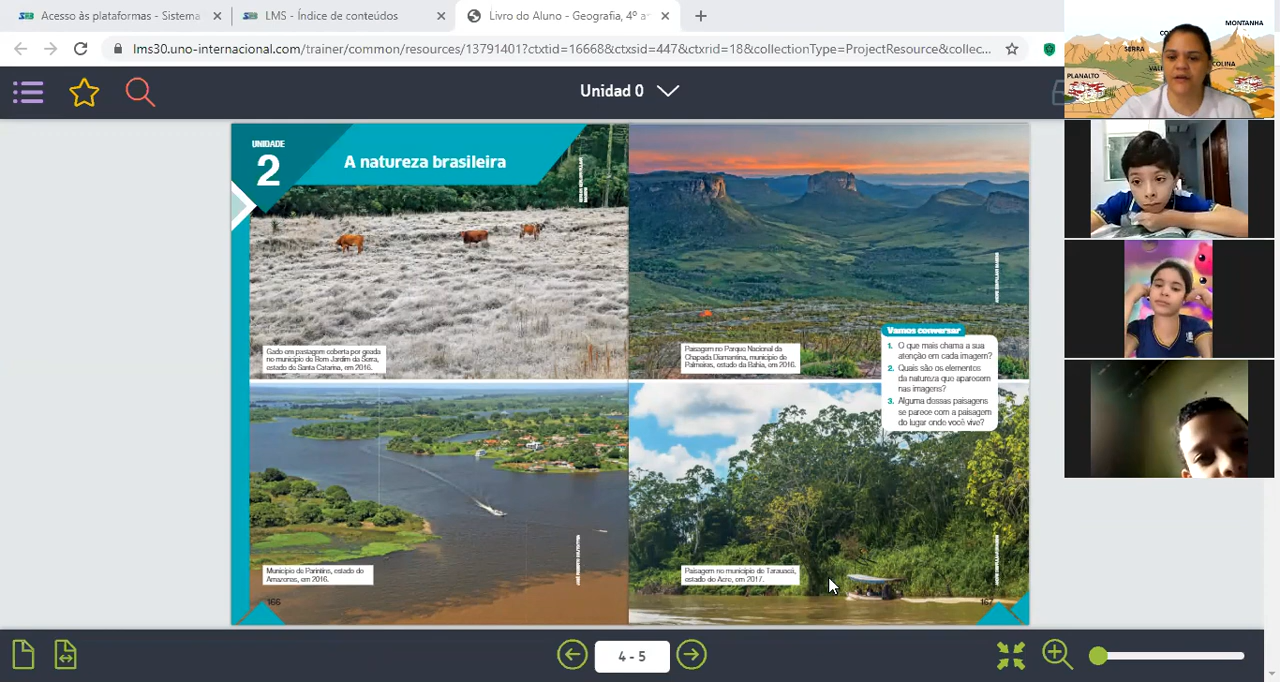 Acesso às plataformas - Sistema
LMS - Índice de conteúdos
Livro do Aluno - Geografia, 4º a
lms30.uno-internacional.com/trainer/common/resources/13791401?ctxtid=16668&ctxsid=447&ctxrid=18&collectionType=ProjectResource&collec...
Unidad 0
MONTANHA
SERRA
COLINA
PLANALTO
UNIDADE
2
A natureza brasileira
Gado em pastagem coberta por geada
no município de Bom Jardim da Serra,
estado de Santa Catarina, em 2016.
Paisagem no Parque Nacional da
Chapada Diamantina, município de
Palmeiras, estado da Bahia, em 2016.
Vamos conversar
1. O que mais chama a sua
atenção em cada imagem?
2. Quais são os elementos
da natureza que aparecem
nas imagens?
3. Alguma dessas paisagens
se parece com a paisagem
do lugar onde você vive?
Município de Parintins, estado do
Amazonas, em 2016.
Paisagem no município de Tarauacá,
estado do Acre, em 2017.
166
167
4 - 5